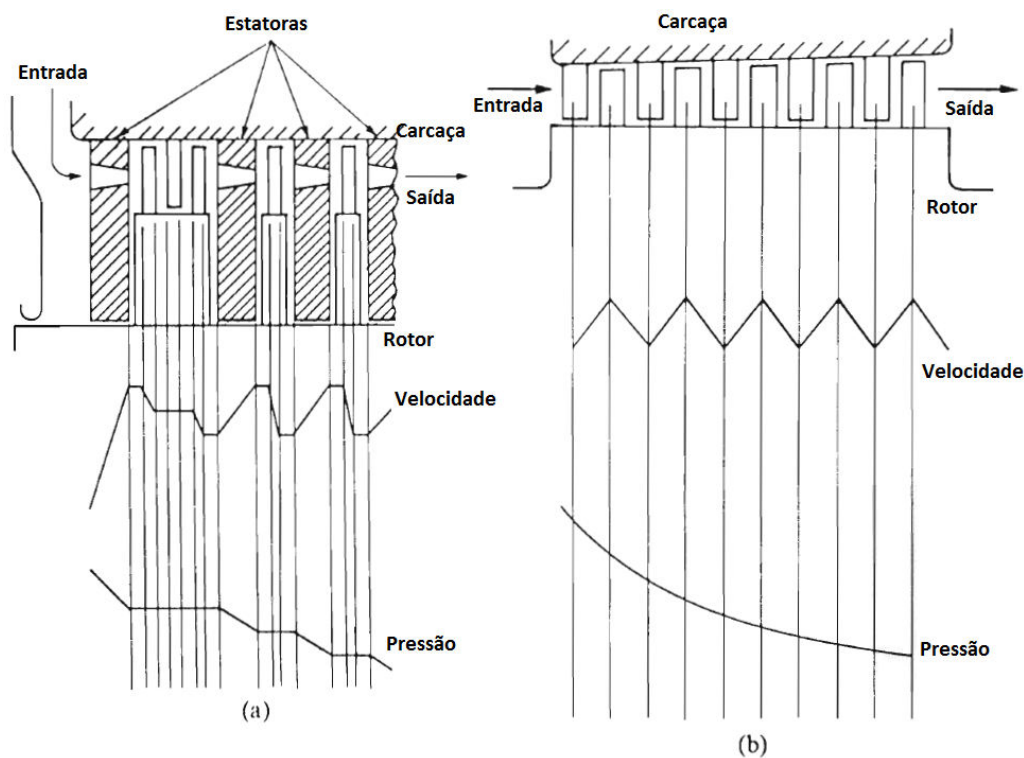 Estatoras
Entrada
Carcaça
Saída
Rotor
Velocidade
Pressão
(a)
Carcaça
Entrada
Saída
Rotor
Velocidade
Pressão
(b)